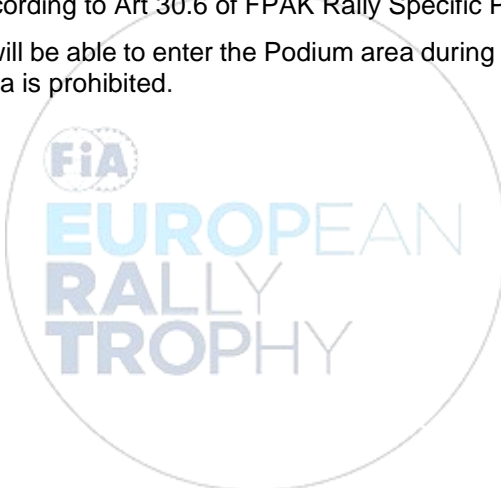 cording to Art 30.6 of FPAK Rally Specific
will be able to enter the Podium area during
a is prohibited.
FiA
EUROPEAN
RALLY
TROPHY